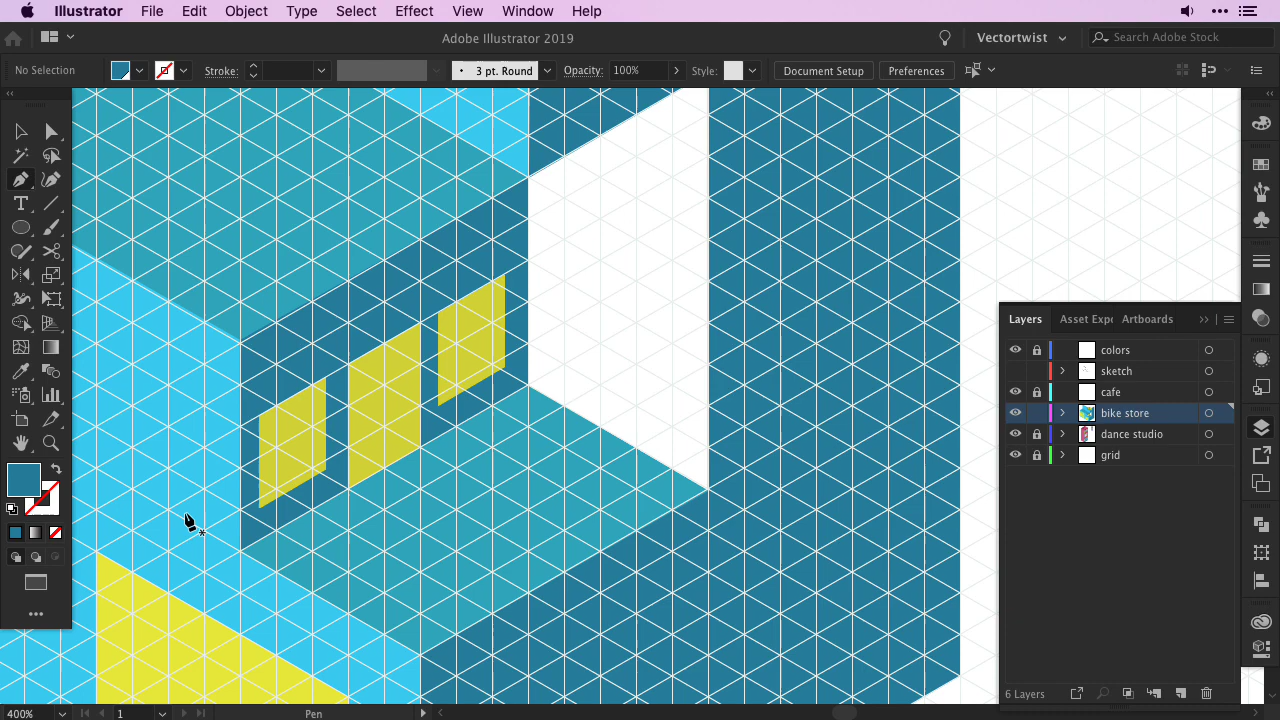 Illustrator File Edit Object Type Select Effect View Window Help
Adobe Illustrator 2019
Vectortwist
Search Adobe Stock
No Selection
Stroke:
3 pt. Round
Opacity: 100%
Style:
Document Setup
Preferences
Layers Asset Expo Artboards
colors
sketch
cafe
bike store
dance studio
grid
6 Layers
400%
1
Pen